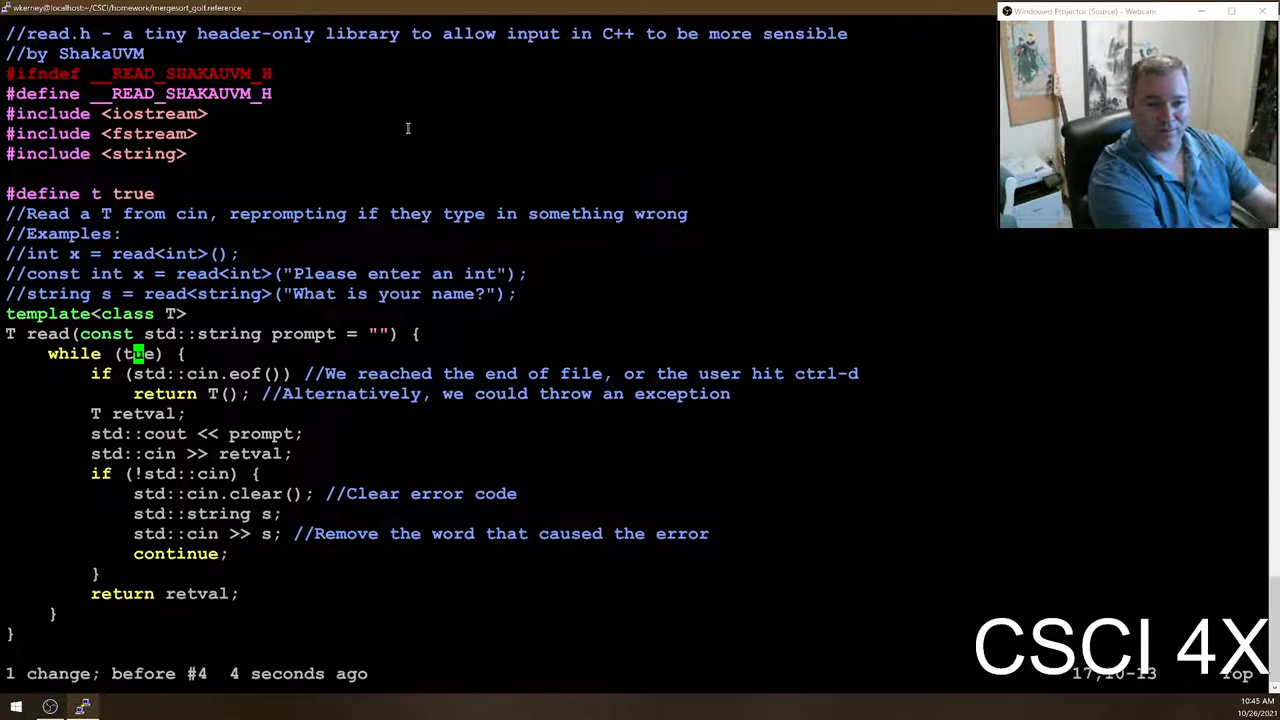 wkerney@localhost:~/CSCI/homework/mergesort_golf.reference
Windowed Projector (Source) - Webcam
//read.h - a tiny header-only library to allow input in C++ to be more sensible
//by ShakaUVM
#ifndef __READ_SHAKAUVM_H
#define __READ_SHAKAUVM_H
#include <iostream>
#include <fstream>
#include <string>
#define t true
//Read a T from cin, reprompting if they type in something wrong
//Examples:
//int x = read<int>();
//const int x = read<int>("Please enter an int");
//string s = read<string>("What is your name?");
template<class T>
T read(const std::string prompt = "") {
while (tue) {
if (std::cin.eof()) //We reached the end of file, or the user hit ctrl-d
return T(); //Alternatively, we could throw an exception
T retval;
std::cout << prompt;
std::cin >> retval;
if (!std::cin) {
std::cin.clear(); //Clear error code
std::string s;
std::cin >> s; //Remove the word that caused the error
continue;
}
return retval;
}
}
CSCI 4X
1 change; before #4  4 seconds ago
Top
10:45 AM
10/26/2021